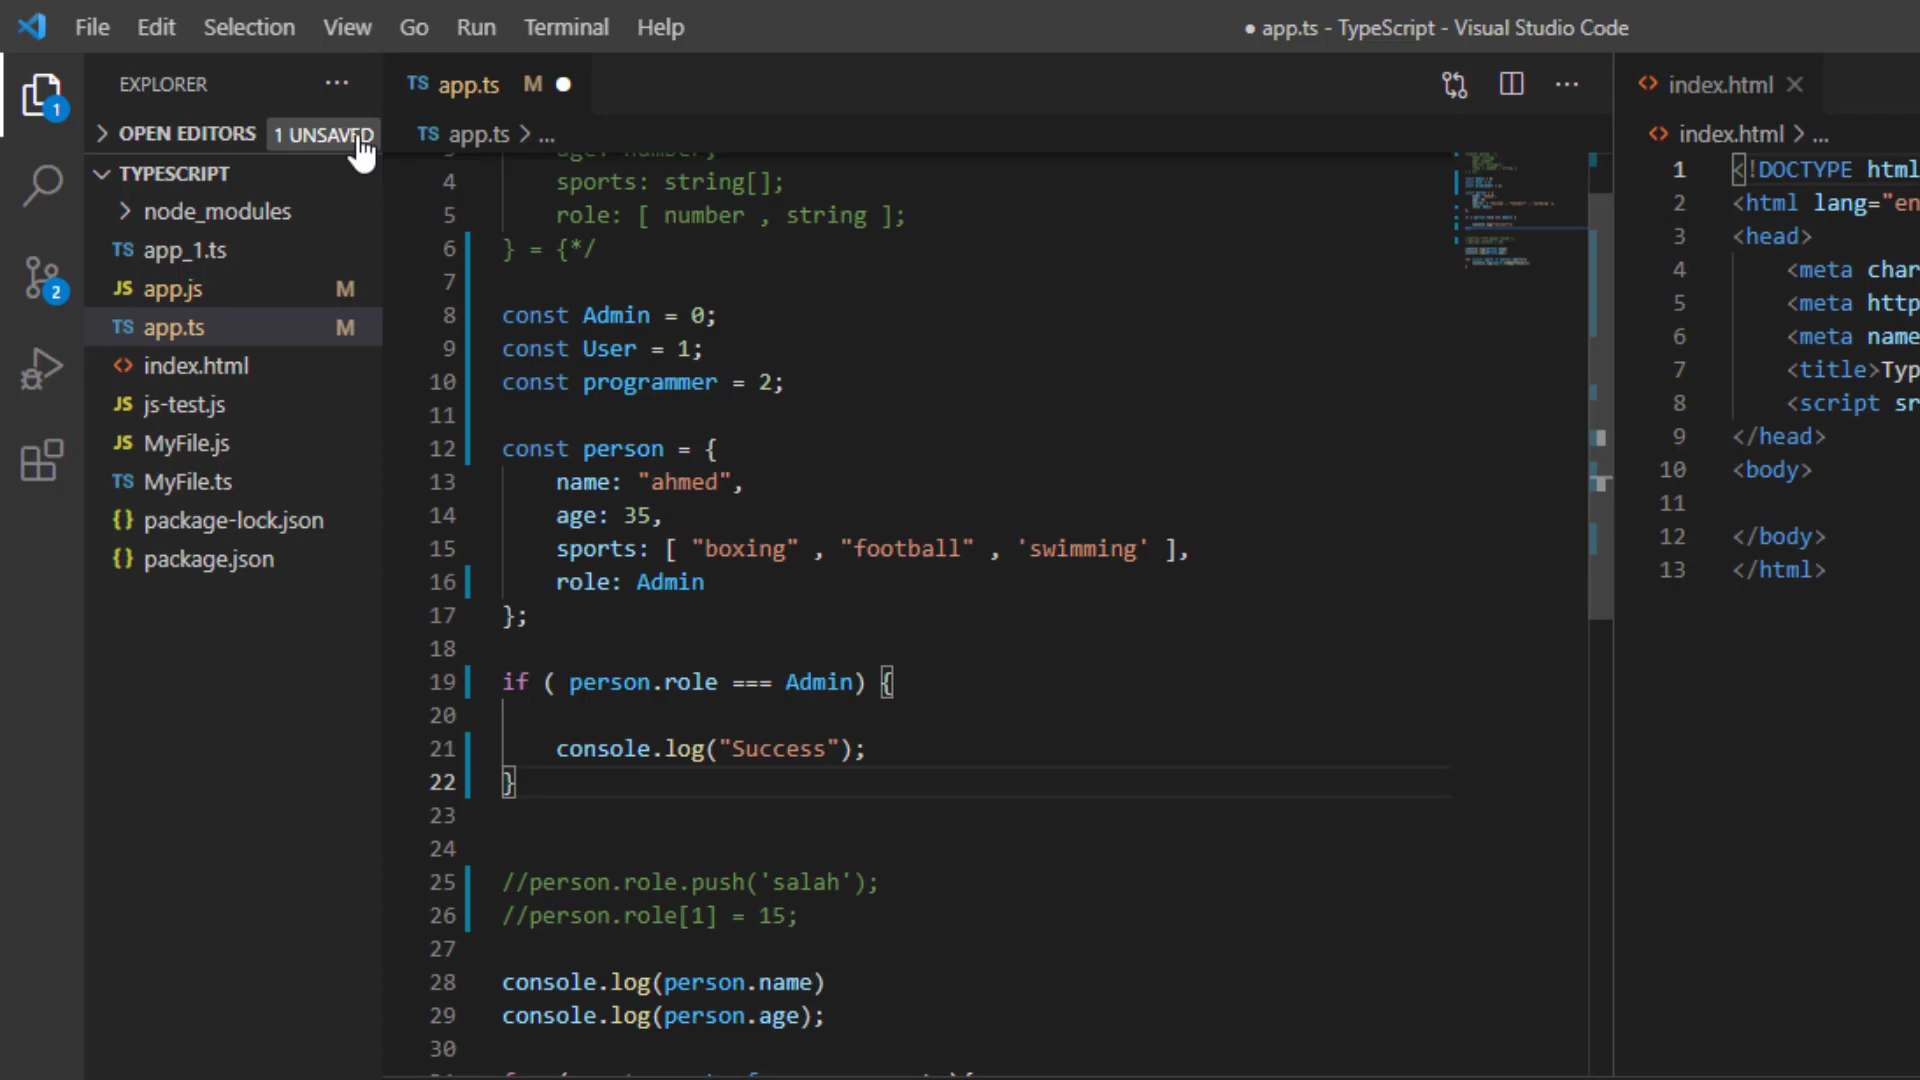 File Edit Selection View Go Run Terminal Help
● app.ts - TypeScript - Visual Studio Code
EXPLORER ...
OPEN EDITORS 1 UNSAVED
TYPESCRIPT
node_modules
TS app_1.ts
JS app.js M
TS app.ts M
<> index.html
JS js-test.js
JS MyFile.js
TS MyFile.ts
{} package-lock.json
{} package.json
1
2
TS app.ts M ●
TS app.ts > ...
age: number;
4 sports: string[];
5 role: [ number , string ];
6 } = {*/
7
8 const Admin = 0;
9 const User = 1;
10 const programmer = 2;
11
12 const person = {
13 name: "ahmed",
14 age: 35,
15 sports: [ "boxing" , "football" , 'swimming' ],
16 role: Admin
17 };
18
19 if ( person.role === Admin) {
20
21 console.log("Success");
22 }
23
24
25 //person.role.push('salah');
26 //person.role[1] = 15;
27
28 console.log(person.name)
29 console.log(person.age);
30
<> index.html
<> index.html > ...
1 <!DOCTYPE html
2 <html lang="en
3 <head>
4 <meta char
5 <meta http
6 <meta name
7 <title>Typ
8 <script sr
9 </head>
10 <body>
11
12 </body>
13 </html>